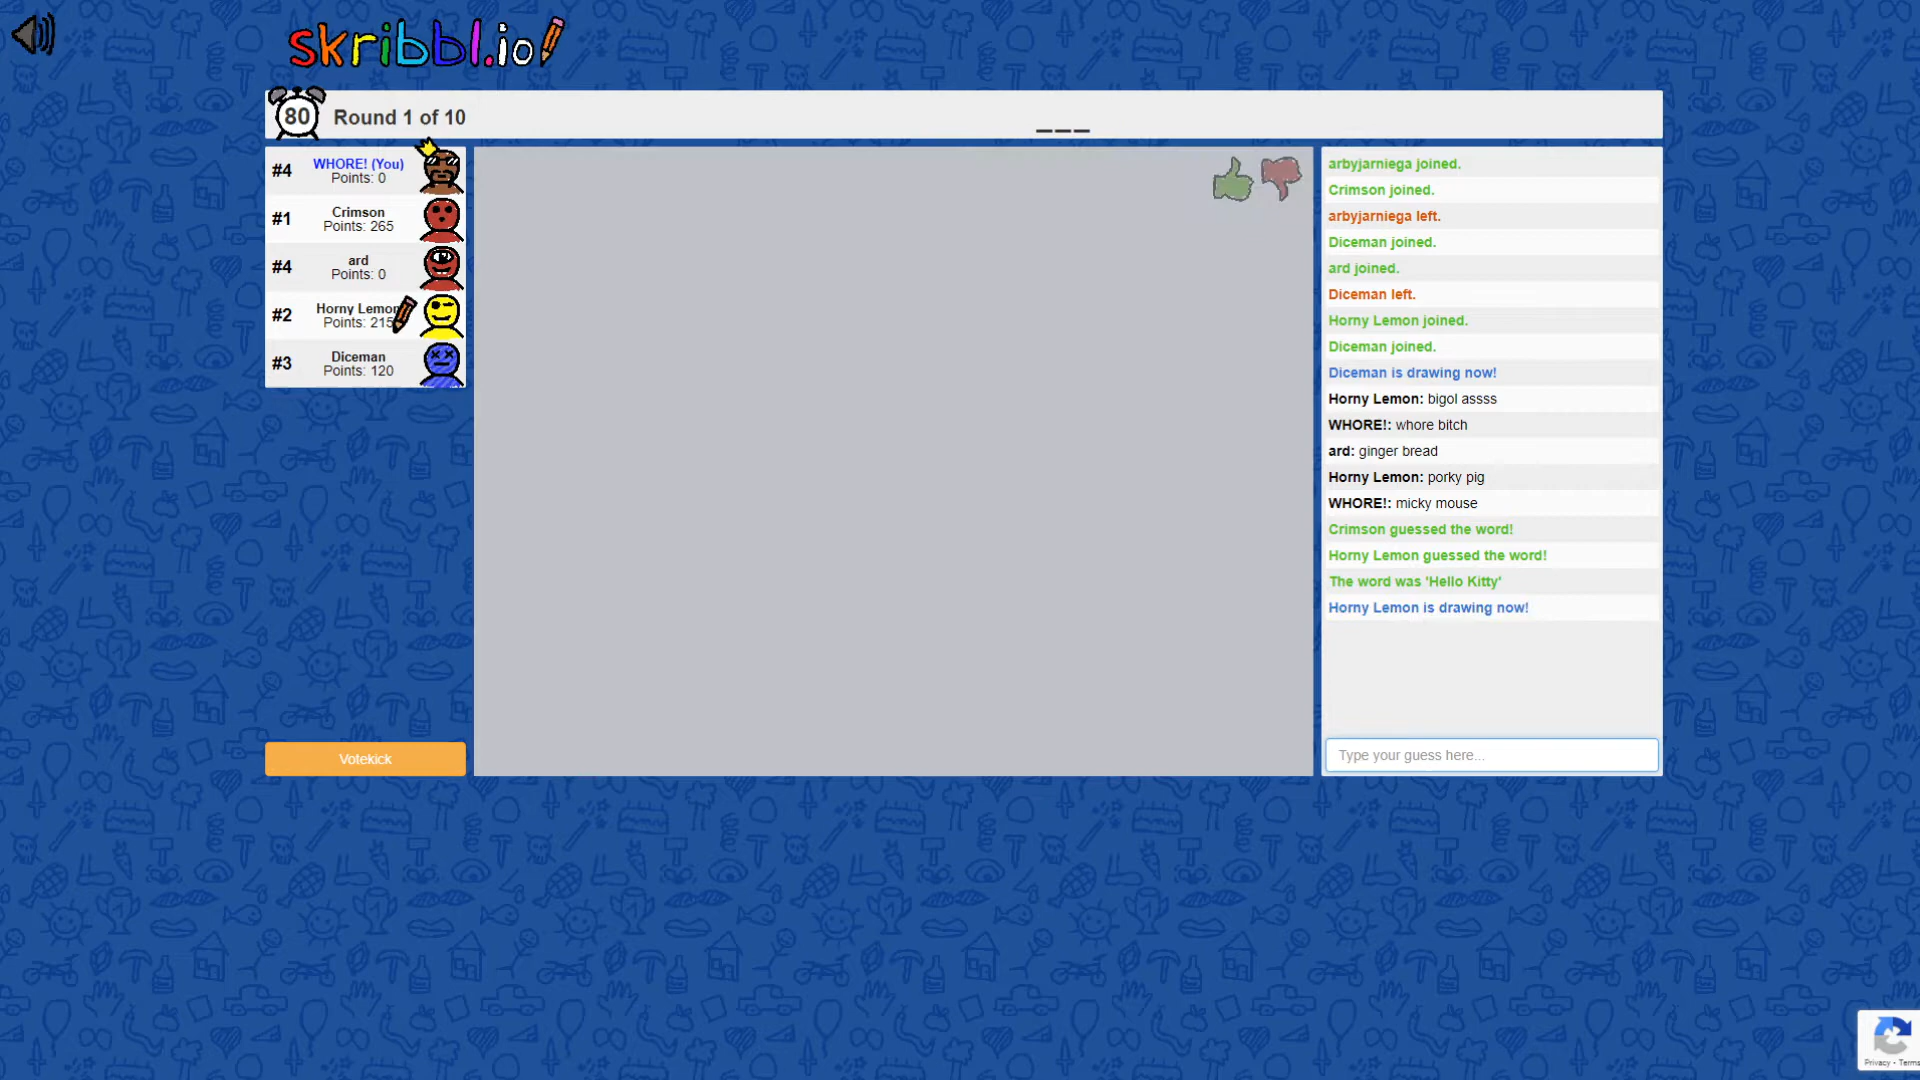 skribbl.io
80
Round 1 of 10
___
#4
WHORE! (You)
Points: 0
#1
Crimson
Points: 265
#4
ard
Points: 0
#2
Horny Lemon
Points: 215
#3
Diceman
Points: 120
Votekick
arbyjarniega joined.
Crimson joined.
arbyjarniega left.
Diceman joined.
ard joined.
Diceman left.
Horny Lemon joined.
Diceman joined.
Diceman is drawing now!
Horny Lemon: bigol assss
WHORE!: whore bitch
ard: ginger bread
Horny Lemon: porky pig
WHORE!: micky mouse
Crimson guessed the word!
Horny Lemon guessed the word!
The word was 'Hello Kitty'
Horny Lemon is drawing now!
Type your guess here...
Privacy - Terms